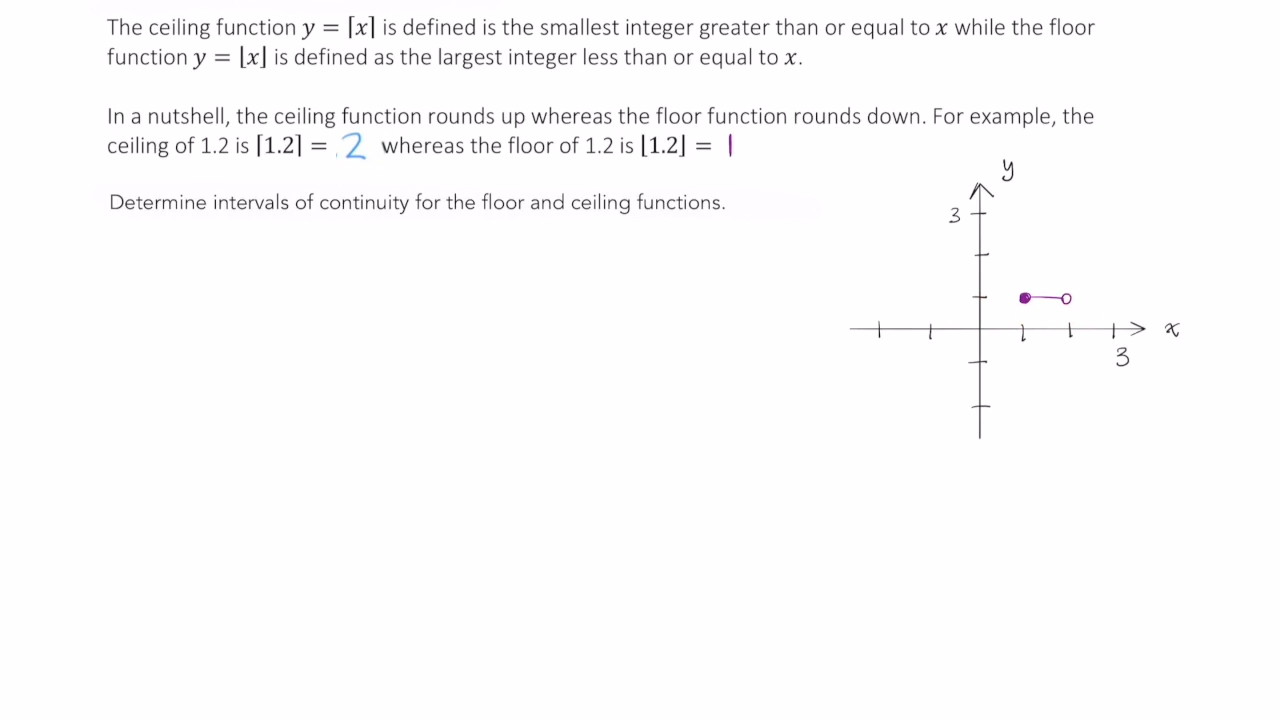 The ceiling function y = ⌈x⌉ is defined is the smallest integer greater than or equal to x while the floor
function y = ⌊x⌋ is defined as the largest integer less than or equal to x.
In a nutshell, the ceiling function rounds up whereas the floor function rounds down. For example, the
ceiling of 1.2 is ⌈1.2⌉ = 2 whereas the floor of 1.2 is ⌊1.2⌋ = 1
y
Determine intervals of continuity for the floor and ceiling functions.
3
x
3